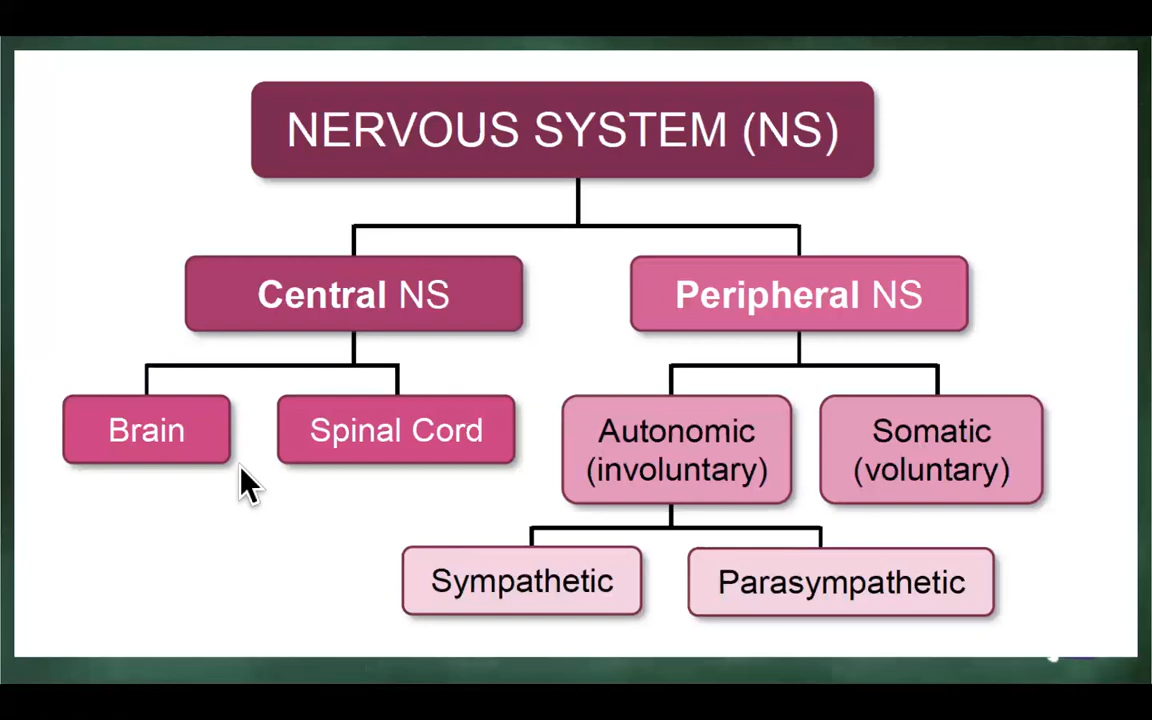 NERVOUS SYSTEM (NS)
Central NS
Peripheral NS
Brain
Spinal Cord
Autonomic
(involuntary)
Somatic
(voluntary)
Sympathetic
Parasympathetic